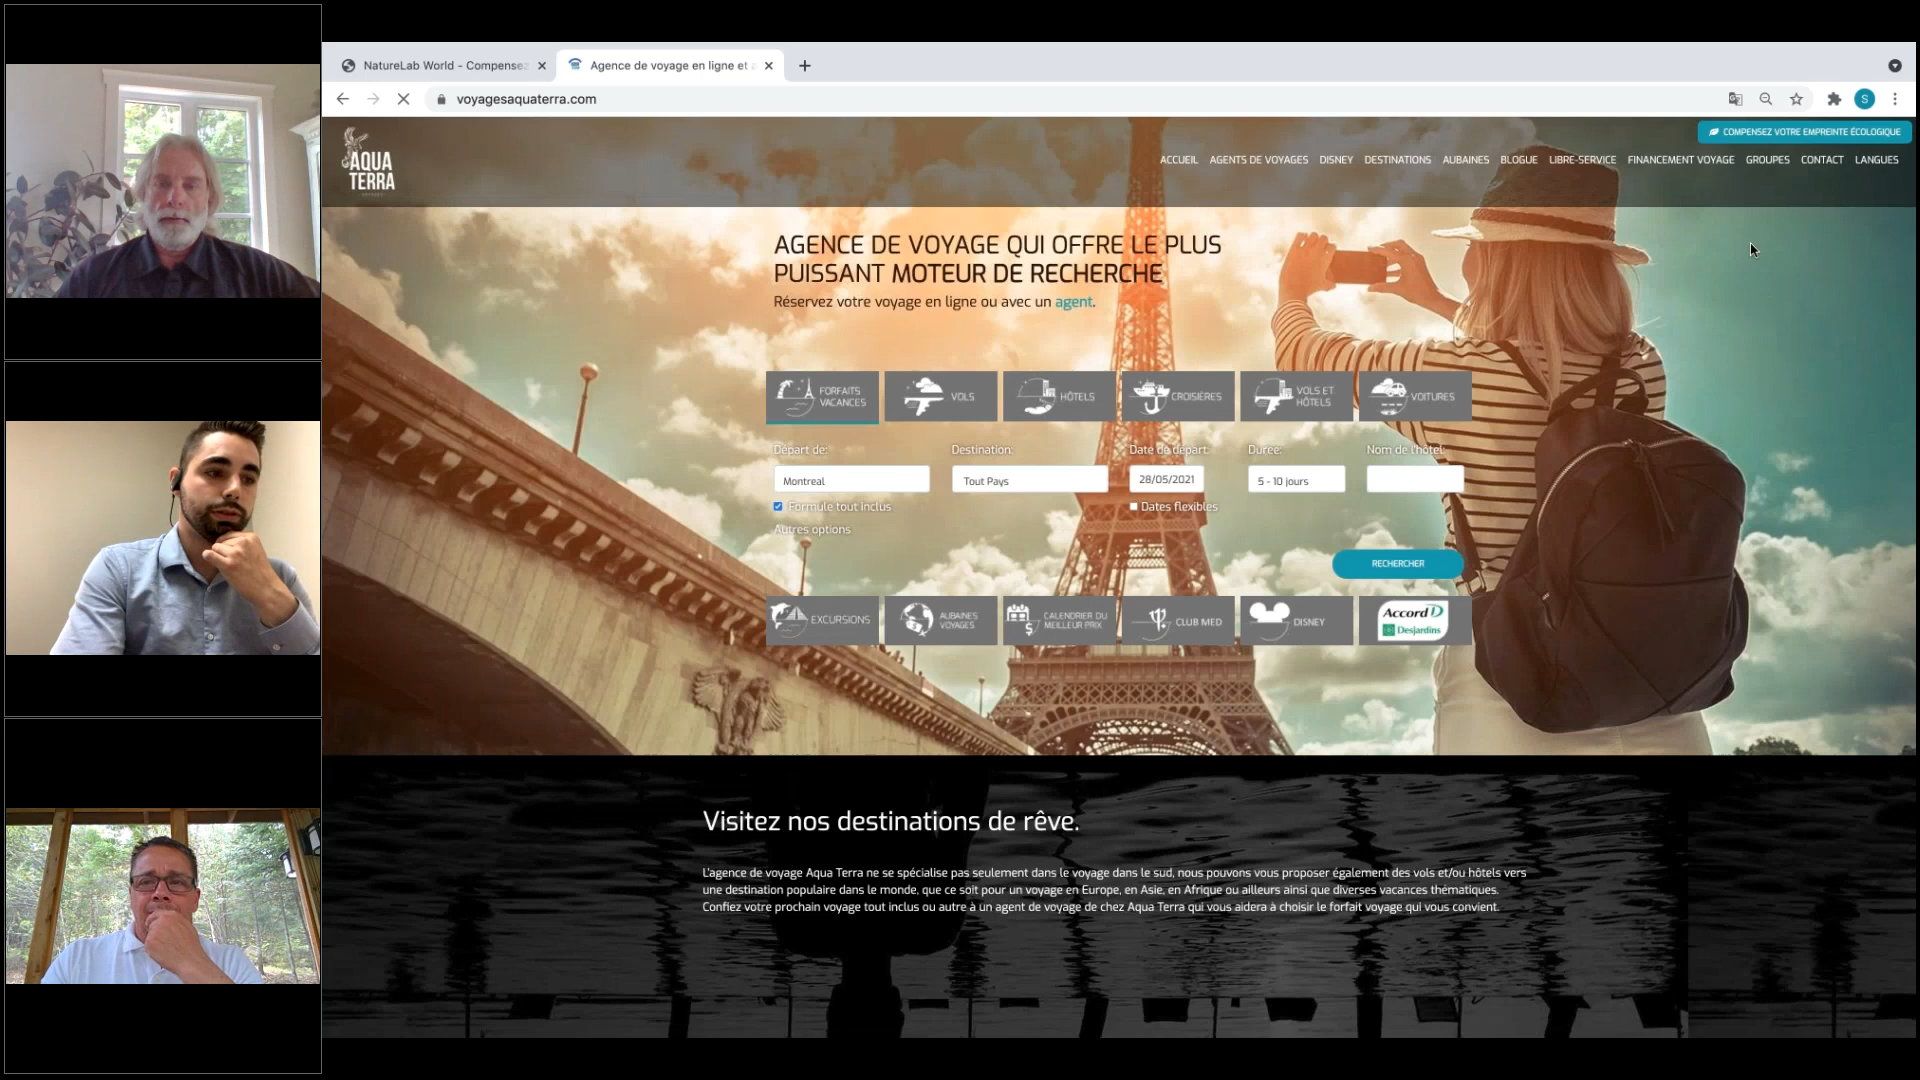 NatureLab World - Compense
Agence de voyage en ligne et
voyagesaquaterra.com
S
COMPENSEZ VOTRE EMPREINTE ÉCOLOGIQUE
AQUA
TERRA
ACCUEIL AGENTS DE VOYAGES DISNEY DESTINATIONS AUBAINES BLOGUE LIBRE-SERVICE FINANCEMENT VOYAGE GROUPES CONTACT LANGUES
AGENCE DE VOYAGE QUI OFFRE LE PLUS
PUISSANT MOTEUR DE RECHERCHE
Réservez votre voyage en ligne ou avec un agent.
FORFAITS
VACANCES
VOLS
HÔTELS
CROISIÈRES
VOLS ET
HÔTELS
VOITURES
Départ de: Destination: Date de départ: Durée: Nom de l'hôtel:
Montreal Tout Pays 28/05/2021 5 - 10 jours
Formule tout inclus Dates flexibles
Autres options
RECHERCHER
EXCURSIONS
AUBAINES
VOYAGES
CALENDRIER DU
MEILLEUR PRIX
CLUB MED
DISNEY
Accord D
Desjardins
Visitez nos destinations de rêve.
L'agence de voyage Aqua Terra ne se spécialise pas seulement dans le voyage dans le sud, nous pouvons vous proposer également des vols et/ou hôtels vers
une destination populaire dans le monde, que ce soit pour un voyage en Europe, en Asie, en Afrique ou ailleurs ainsi que diverses vacances thématiques.
Confiez votre prochain voyage tout inclus ou autre à un agent de voyage de chez Aqua Terra qui vous aidera à choisir le forfait voyage qui vous convient.